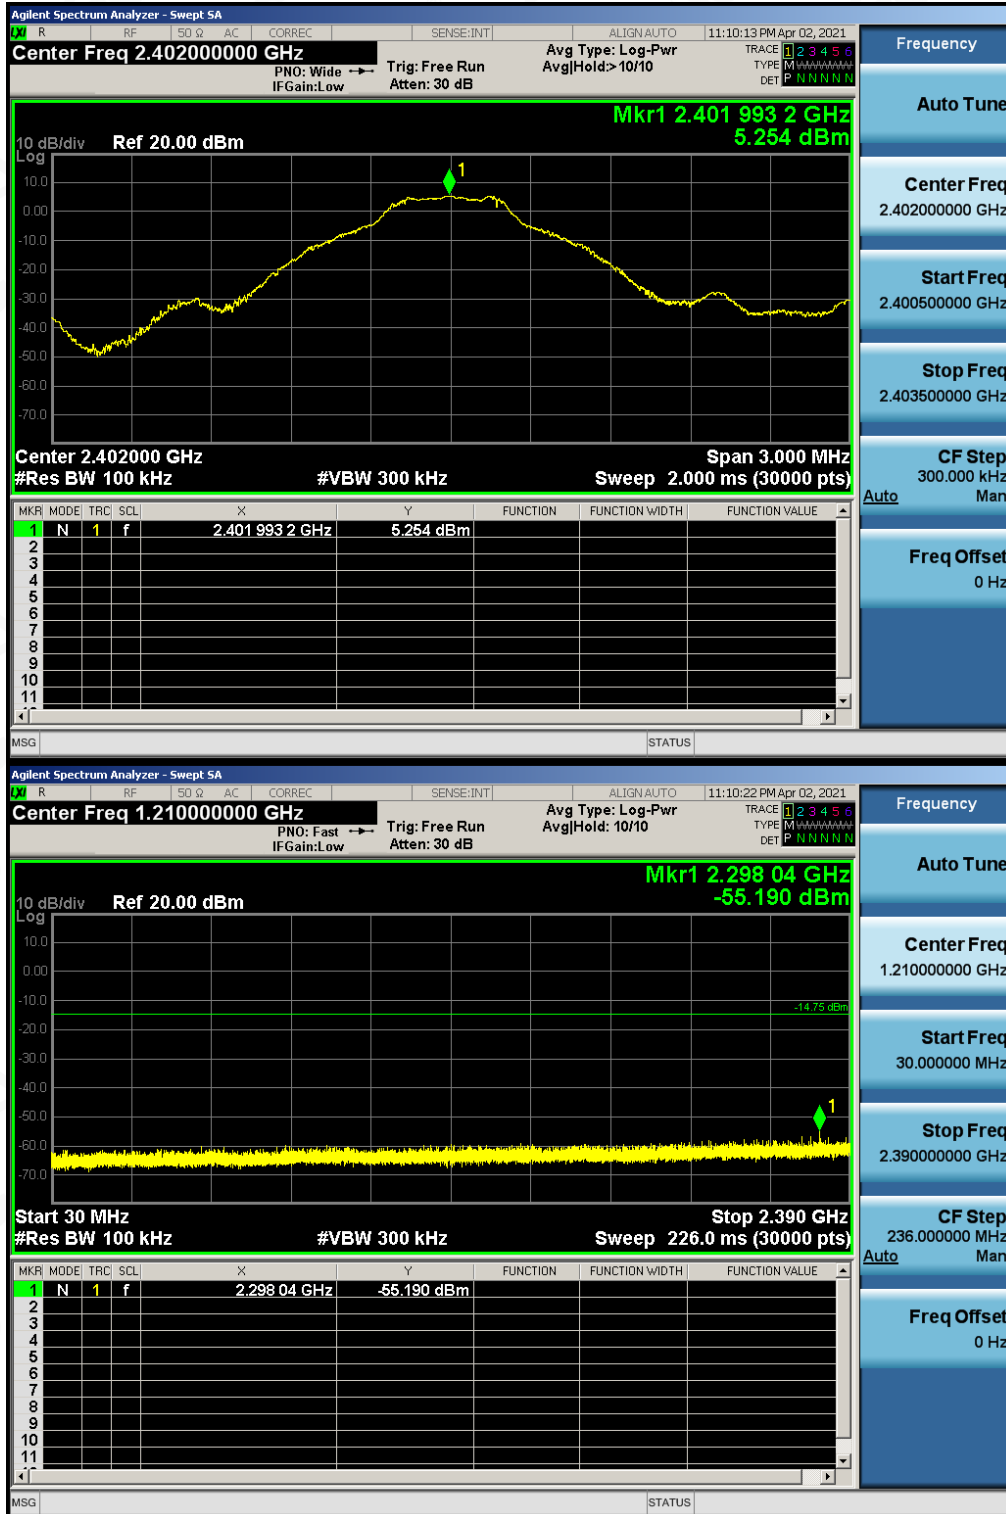 Agilent Spectrum Analyzer - Swept SA
LXI R RF 50 Ω AC CORREC SENSE:INT ALIGN AUTO 11:10:13 PM Apr 02, 2021
Center Freq 2.402000000 GHz
PNO: Wide
IFGain:Low
Trig: Free Run
Atten: 30 dB
Avg Type: Log-Pwr
Avg|Hold:>10/10
TRACE 1 2 3 4 5 6
TYPE M
DET P N N N N N
Frequency
Auto Tune
Center Freq
2.402000000 GHz
Start Freq
2.400500000 GHz
Stop Freq
2.403500000 GHz
CF Step
300.000 kHz
Auto Man
Freq Offset
0 Hz
Mkr1 2.401 993 2 GHz
5.254 dBm
10 dB/div Ref 20.00 dBm
Log
1
10.0
0.00
-10.0
-20.0
-30.0
-40.0
-50.0
-60.0
-70.0
Center 2.402000 GHz Span 3.000 MHz
#Res BW 100 kHz #VBW 300 kHz Sweep 2.000 ms (30000 pts)
MKR MODE TRC SCL X Y FUNCTION FUNCTION WIDTH FUNCTION VALUE
1 N 1 f 2.401 993 2 GHz 5.254 dBm
2
3
4
5
6
7
8
9
10
11
MSG STATUS
Agilent Spectrum Analyzer - Swept SA
LXI R RF 50 Ω AC CORREC SENSE:INT ALIGN AUTO 11:10:22 PM Apr 02, 2021
Center Freq 1.210000000 GHz
PNO: Fast
IFGain:Low
Trig: Free Run
Atten: 30 dB
Avg Type: Log-Pwr
Avg|Hold: 10/10
TRACE 1 2 3 4 5 6
TYPE M
DET P N N N N N
Frequency
Auto Tune
Center Freq
1.210000000 GHz
Start Freq
30.000000 MHz
Stop Freq
2.390000000 GHz
CF Step
236.000000 MHz
Auto Man
Freq Offset
0 Hz
Mkr1 2.298 04 GHz
-55.190 dBm
10 dB/div Ref 20.00 dBm
Log
10.0
0.00
-10.0
-14.75 dBm
-20.0
-30.0
-40.0
-50.0
1
-60.0
-70.0
Start 30 MHz Stop 2.390 GHz
#Res BW 100 kHz #VBW 300 kHz Sweep 226.0 ms (30000 pts)
MKR MODE TRC SCL X Y FUNCTION FUNCTION WIDTH FUNCTION VALUE
1 N 1 f 2.298 04 GHz -55.190 dBm
2
3
4
5
6
7
8
9
10
11
MSG STATUS